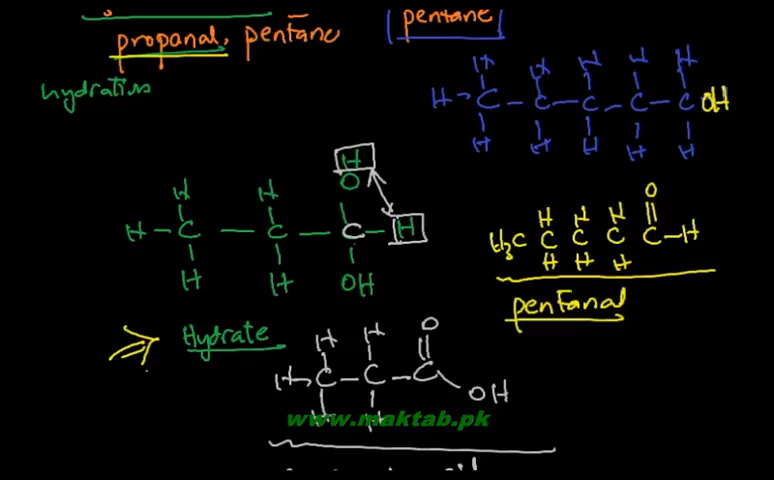 propanal, pentane
|pentane|
hydration
H H H H H
H - C - C - C - C - C OH
H H H H H
H
O
H H
H - C - C - C - H
H H OH
O
H H H
H3C C C C C - H
H H H
pentanal
Hydrate
O
H H
H - C - C - C
OH
H H
www.maktab.pk